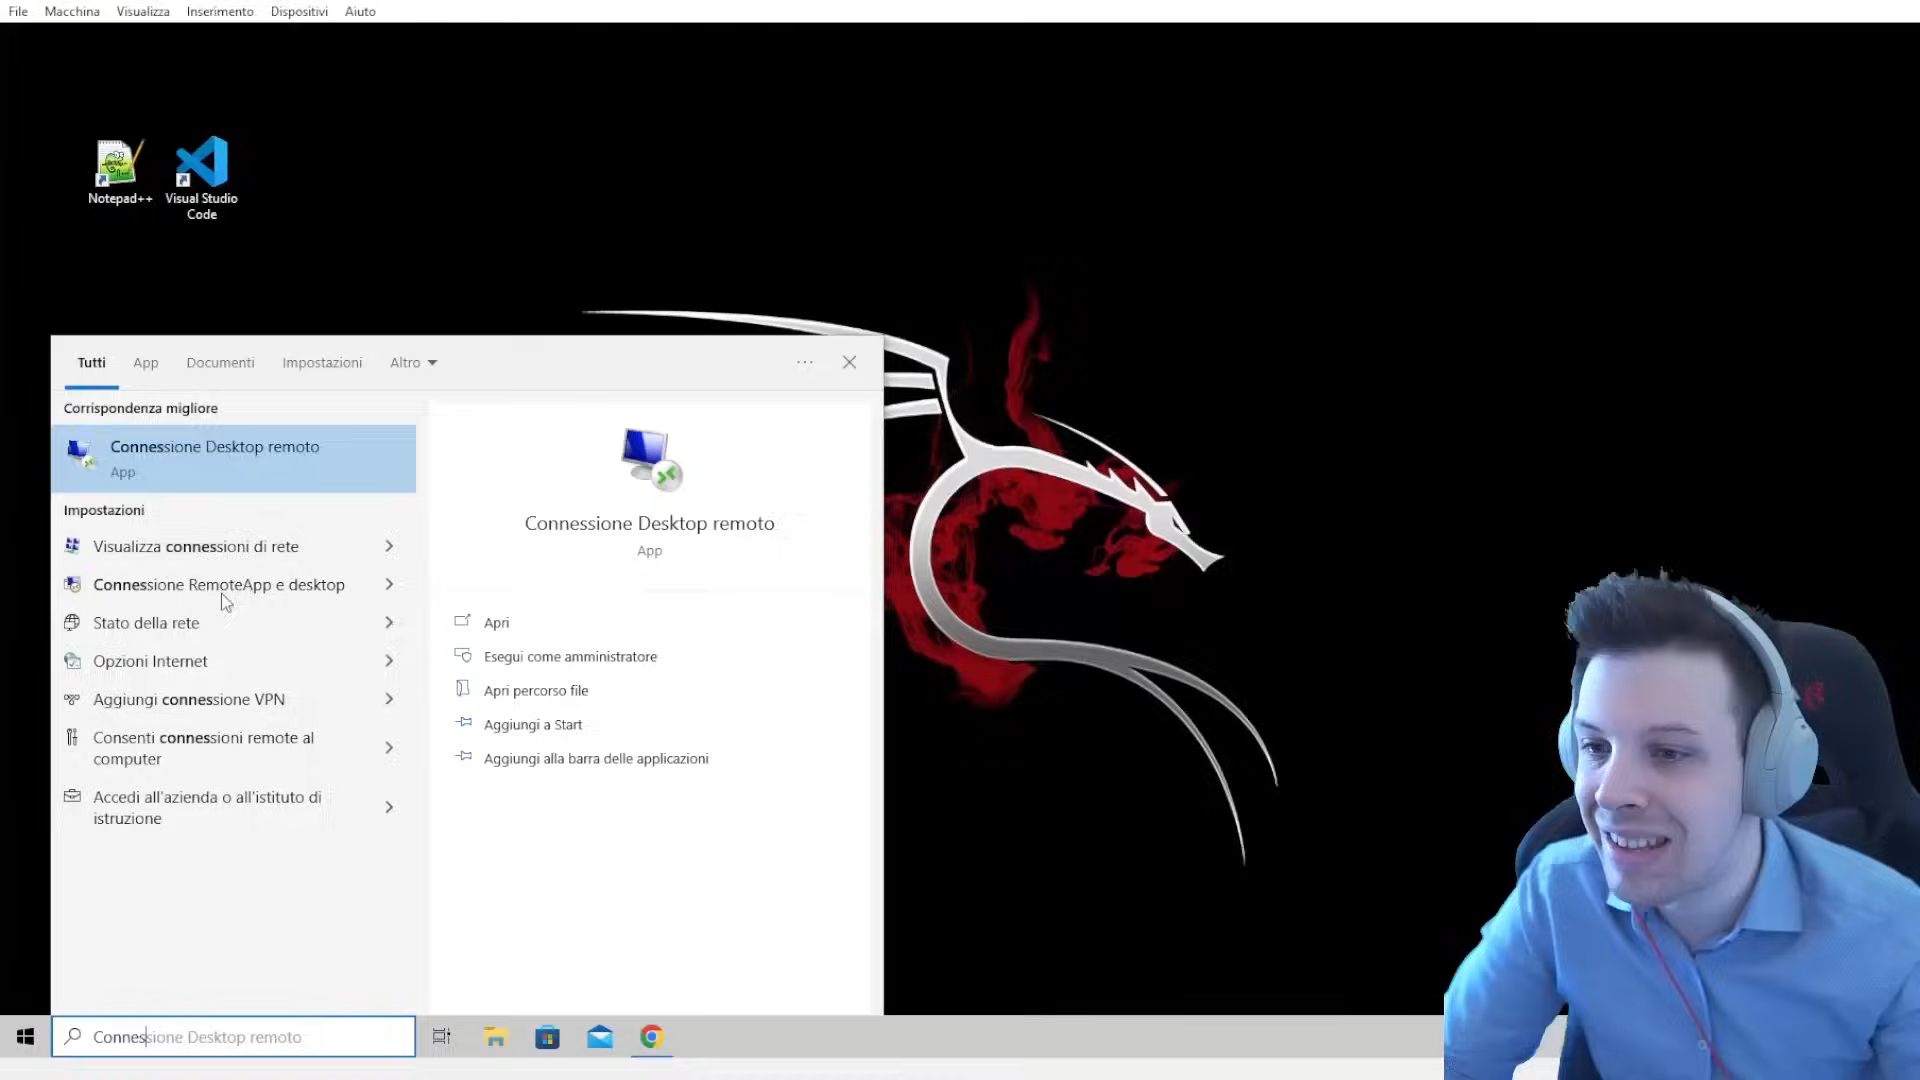 File Macchina Visualizza Inserimento Dispositivi Aiuto
Notepad++
Visual Studio
Code
Tutti App Documenti Impostazioni Altro
Corrispondenza migliore
Connessione Desktop remoto
App
Impostazioni
Visualizza connessioni di rete
Connessione RemoteApp e desktop
Stato della rete
Opzioni Internet
Aggiungi connessione VPN
Consenti connessioni remote al
computer
Accedi all'azienda o all'istituto di
istruzione
Connessione Desktop remoto
App
Apri
Esegui come amministratore
Apri percorso file
Aggiungi a Start
Aggiungi alla barra delle applicazioni
Connessione Desktop remoto